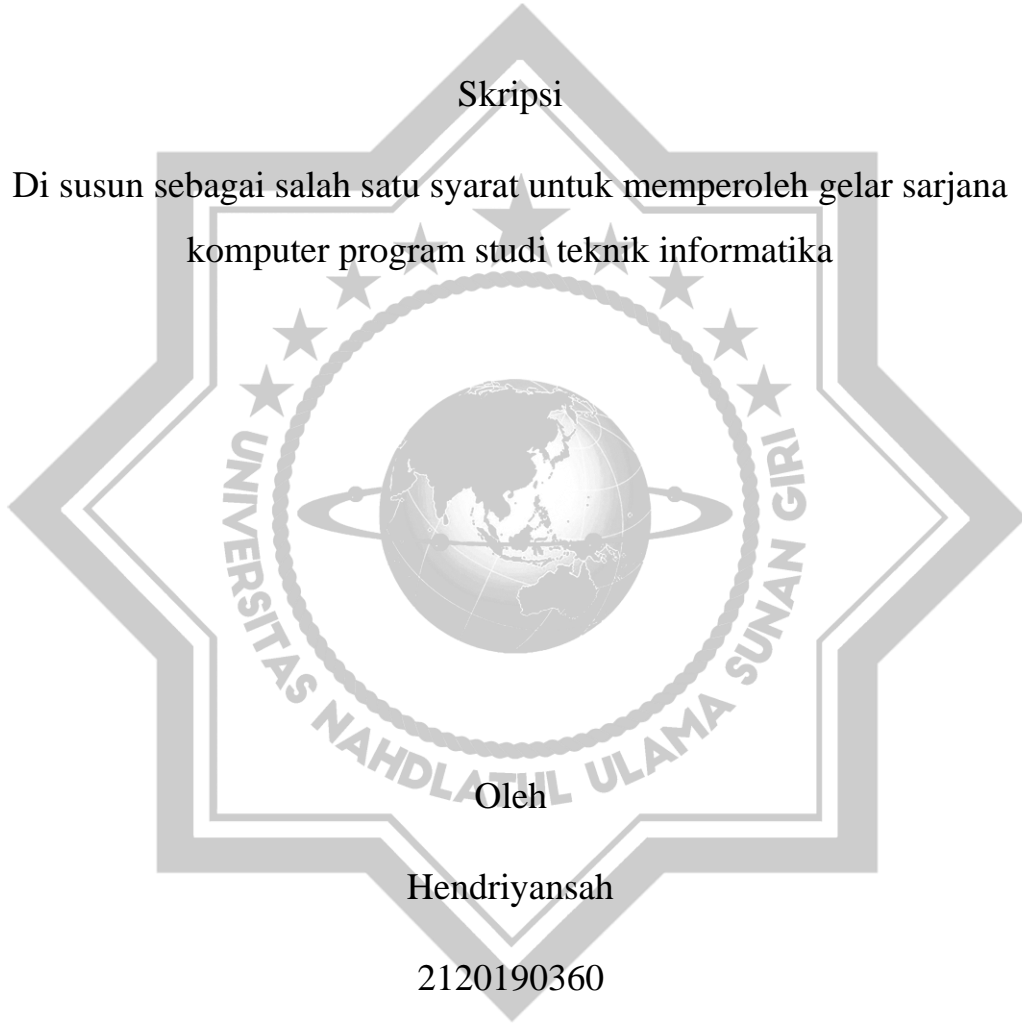 Skripsi
Di susun sebagai salah satu syarat untuk memperoleh gelar sarjana
komputer program studi teknik informatika
UNIVERSITAS NAHDLATUL ULAMA SUNAN GIRI
Oleh
Hendriyansah
2120190360